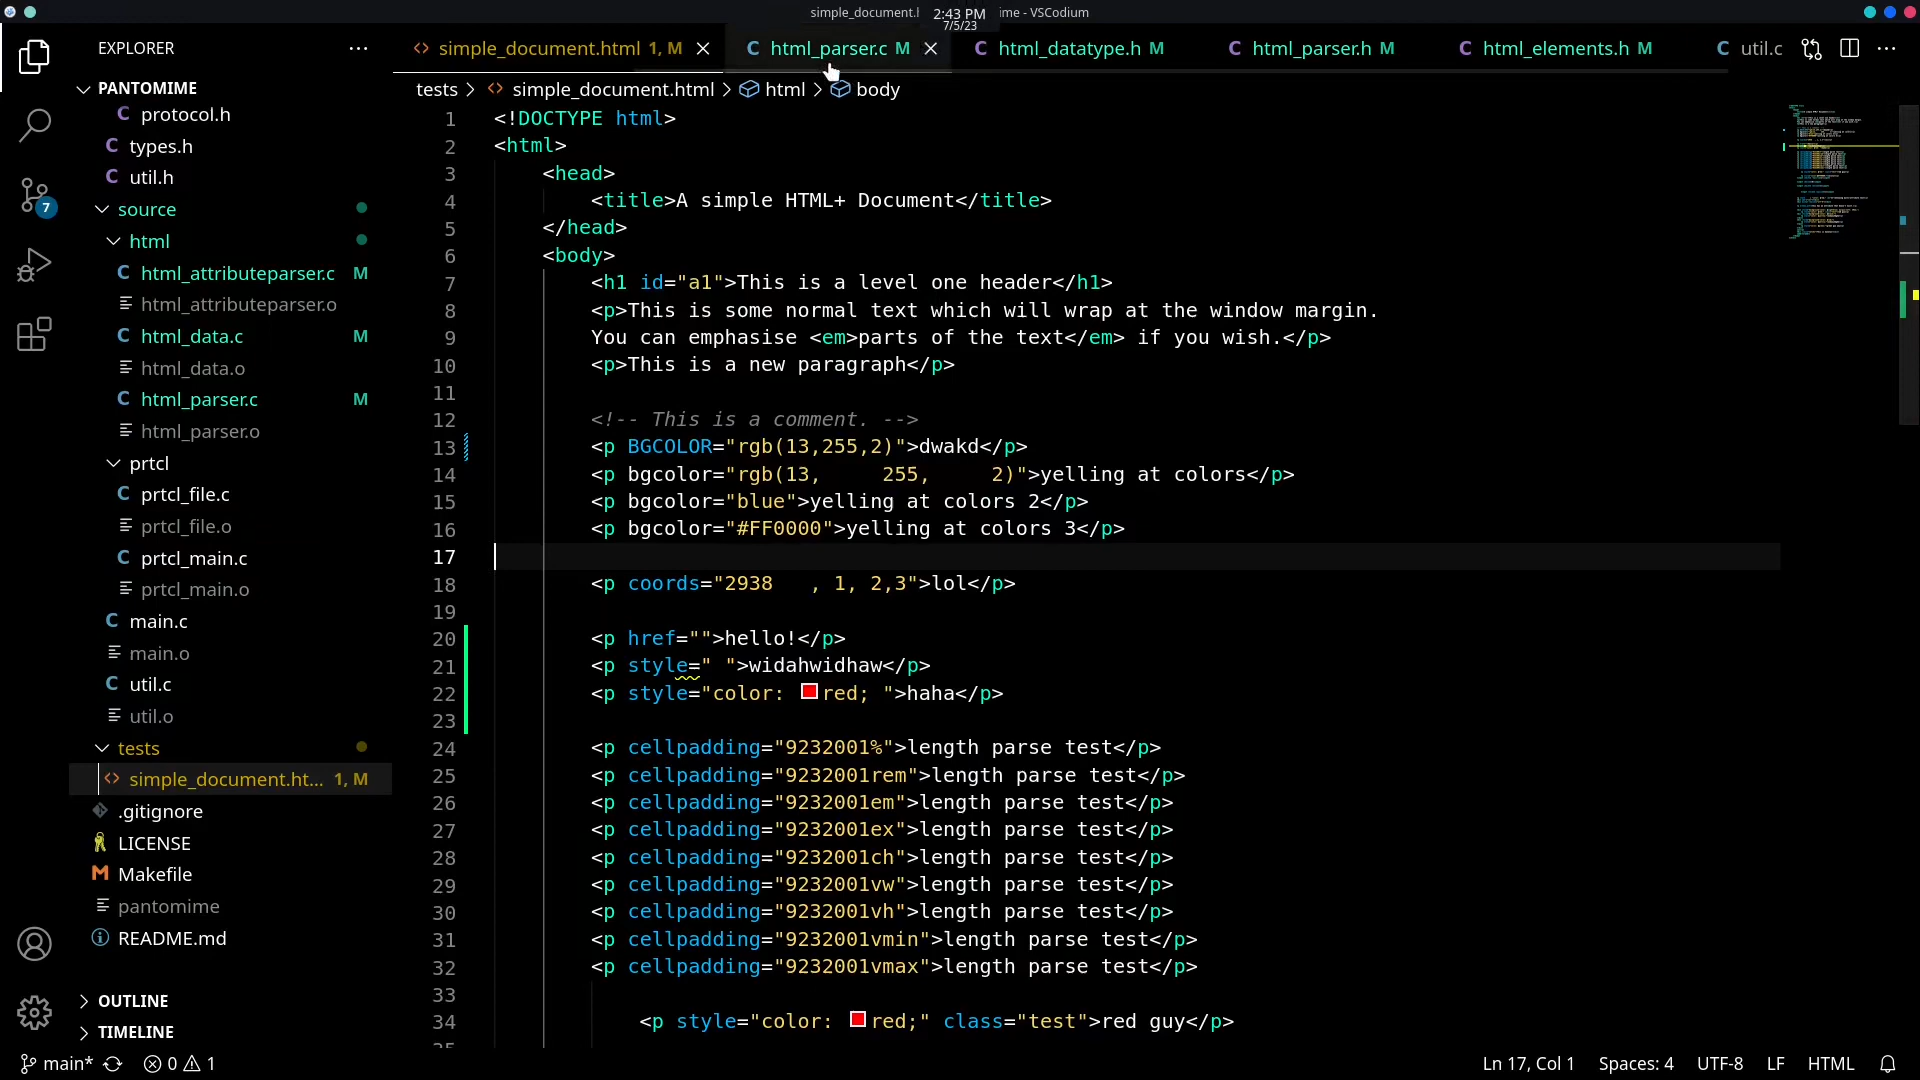 simple_document.h
2:43 PM
7/5/23
ime - VSCodium
EXPLORER
simple_document.html 1, M
C html_parser.c M
C html_datatype.h M
C html_parser.h M
C html_elements.h M
C util.c
PANTOMIME
tests > simple_document.html > html > body
C protocol.h
C types.h
C util.h
source
html
C html_attributeparser.c M
html_attributeparser.o
C html_data.c M
html_data.o
C html_parser.c M
html_parser.o
prtcl
C prtcl_file.c
prtcl_file.o
C prtcl_main.c
prtcl_main.o
C main.c
main.o
C util.c
util.o
tests
simple_document.ht... 1, M
.gitignore
LICENSE
M Makefile
pantomime
README.md
OUTLINE
TIMELINE
7
1 <!DOCTYPE html>
2 <html>
3 <head>
4 <title>A simple HTML+ Document</title>
5 </head>
6 <body>
7 <h1 id="a1">This is a level one header</h1>
8 <p>This is some normal text which will wrap at the window margin.
9 You can emphasise <em>parts of the text</em> if you wish.</p>
10 <p>This is a new paragraph</p>
11
12 <!-- This is a comment. -->
13 <p BGCOLOR="rgb(13,255,2)">dwakd</p>
14 <p bgcolor="rgb(13,     255,     2)">yelling at colors</p>
15 <p bgcolor="blue">yelling at colors 2</p>
16 <p bgcolor="#FF0000">yelling at colors 3</p>
17
18 <p coords="2938   , 1, 2,3">lol</p>
19
20 <p href="">hello!</p>
21 <p style=" ">widahwidhaw</p>
22 <p style="color: red; ">haha</p>
23
24 <p cellpadding="9232001%">length parse test</p>
25 <p cellpadding="9232001rem">length parse test</p>
26 <p cellpadding="9232001em">length parse test</p>
27 <p cellpadding="9232001ex">length parse test</p>
28 <p cellpadding="9232001ch">length parse test</p>
29 <p cellpadding="9232001vw">length parse test</p>
30 <p cellpadding="9232001vh">length parse test</p>
31 <p cellpadding="9232001vmin">length parse test</p>
32 <p cellpadding="9232001vmax">length parse test</p>
33
34 <p style="color: red;" class="test">red guy</p>
main* 0 1
Ln 17, Col 1 Spaces: 4 UTF-8 LF HTML